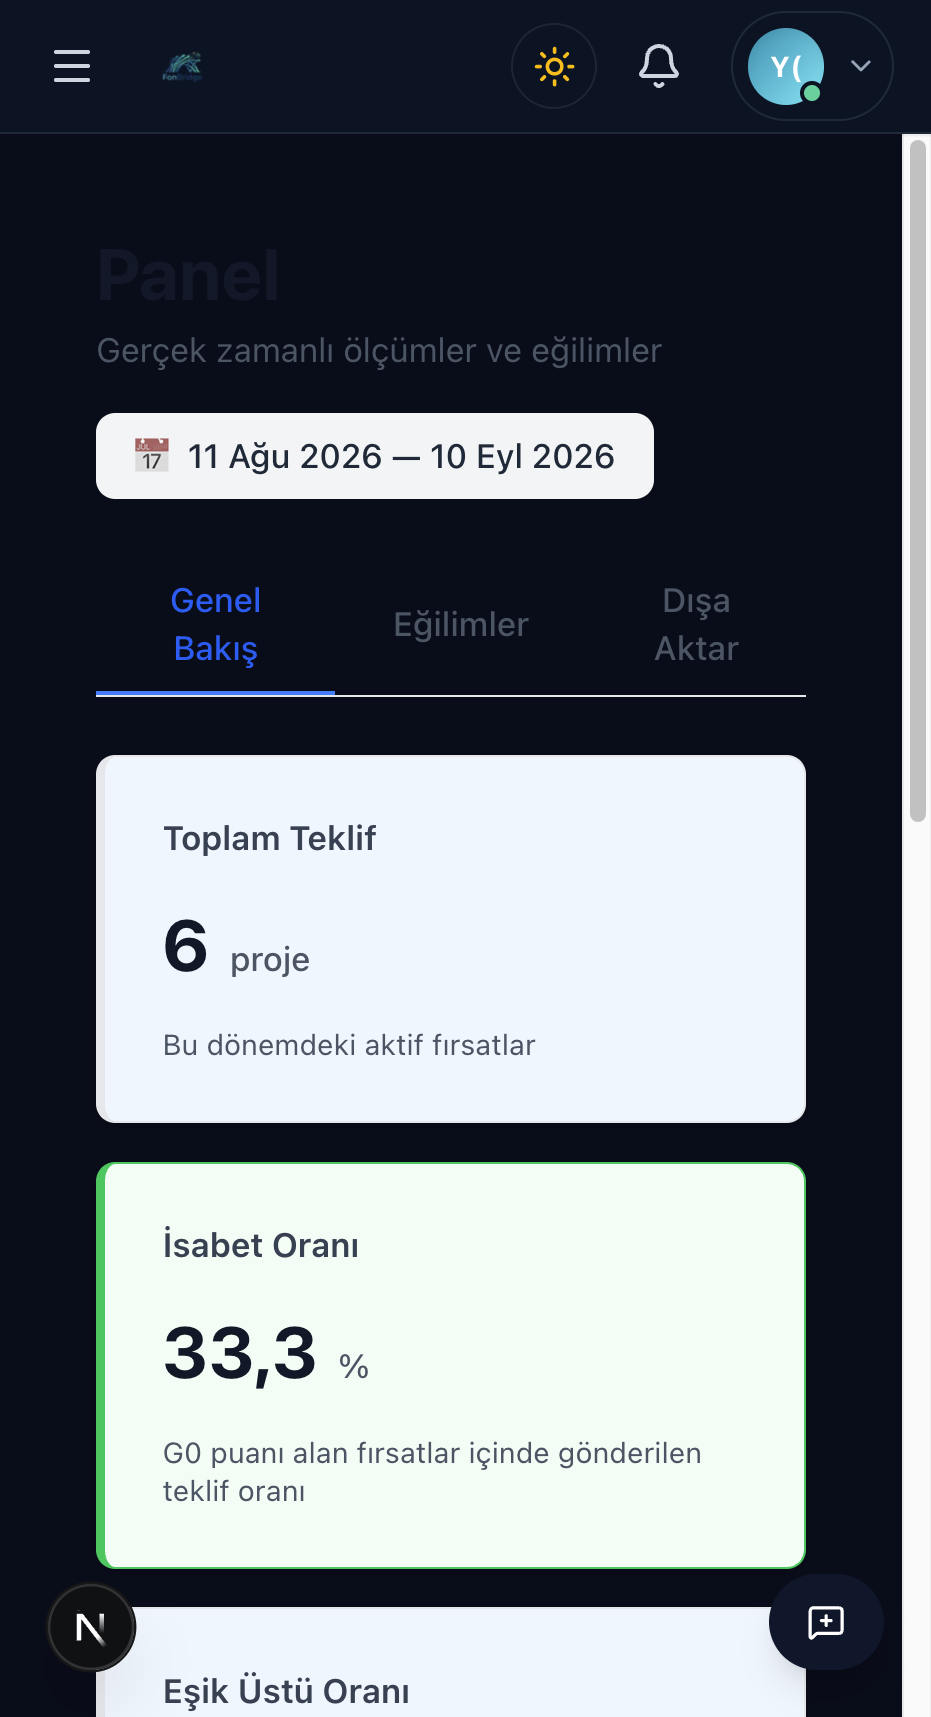 FonBridge
Y(
Panel
Gerçek zamanlı ölçümler ve eğilimler
JUL
17
11 Ağu 2026 — 10 Eyl 2026
Genel
Bakış
Eğilimler
Dışa
Aktar
Toplam Teklif
6 proje
Bu dönemdeki aktif fırsatlar
İsabet Oranı
33,3 %
G0 puanı alan fırsatlar içinde gönderilen
teklif oranı
N
Eşik Üstü Oranı